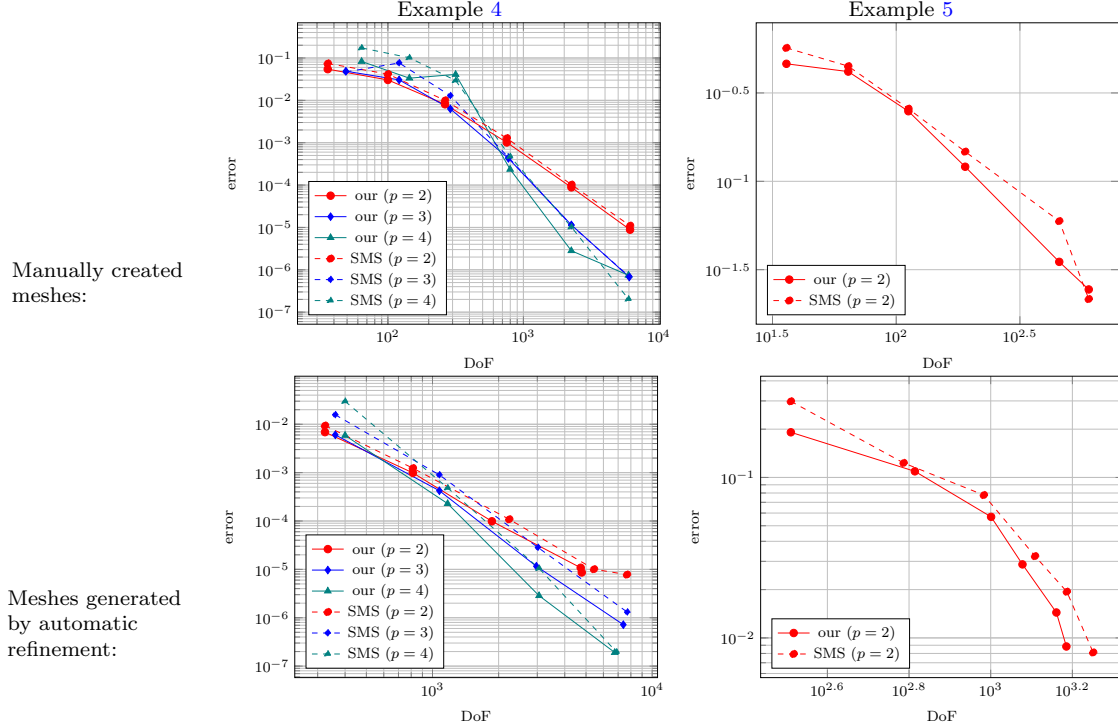 Example 4
Example 5
10^{-1}
10^{-2}
10^{-3}
10^{-4}
10^{-5}
10^{-6}
10^{-7}
error
10^{2}
10^{3}
10^{4}
DoF
our (p = 2)
our (p = 3)
our (p = 4)
SMS (p = 2)
SMS (p = 3)
SMS (p = 4)
10^{-0.5}
10^{-1}
10^{-1.5}
error
10^{1.5}
10^{2}
10^{2.5}
DoF
our (p = 2)
SMS (p = 2)
Manually created
meshes:
10^{-2}
10^{-3}
10^{-4}
10^{-5}
10^{-6}
10^{-7}
error
10^{3}
10^{4}
DoF
our (p = 2)
our (p = 3)
our (p = 4)
SMS (p = 2)
SMS (p = 3)
SMS (p = 4)
10^{-1}
10^{-2}
error
10^{2.6}
10^{2.8}
10^{3}
10^{3.2}
DoF
our (p = 2)
SMS (p = 2)
Meshes generated
by automatic
refinement: